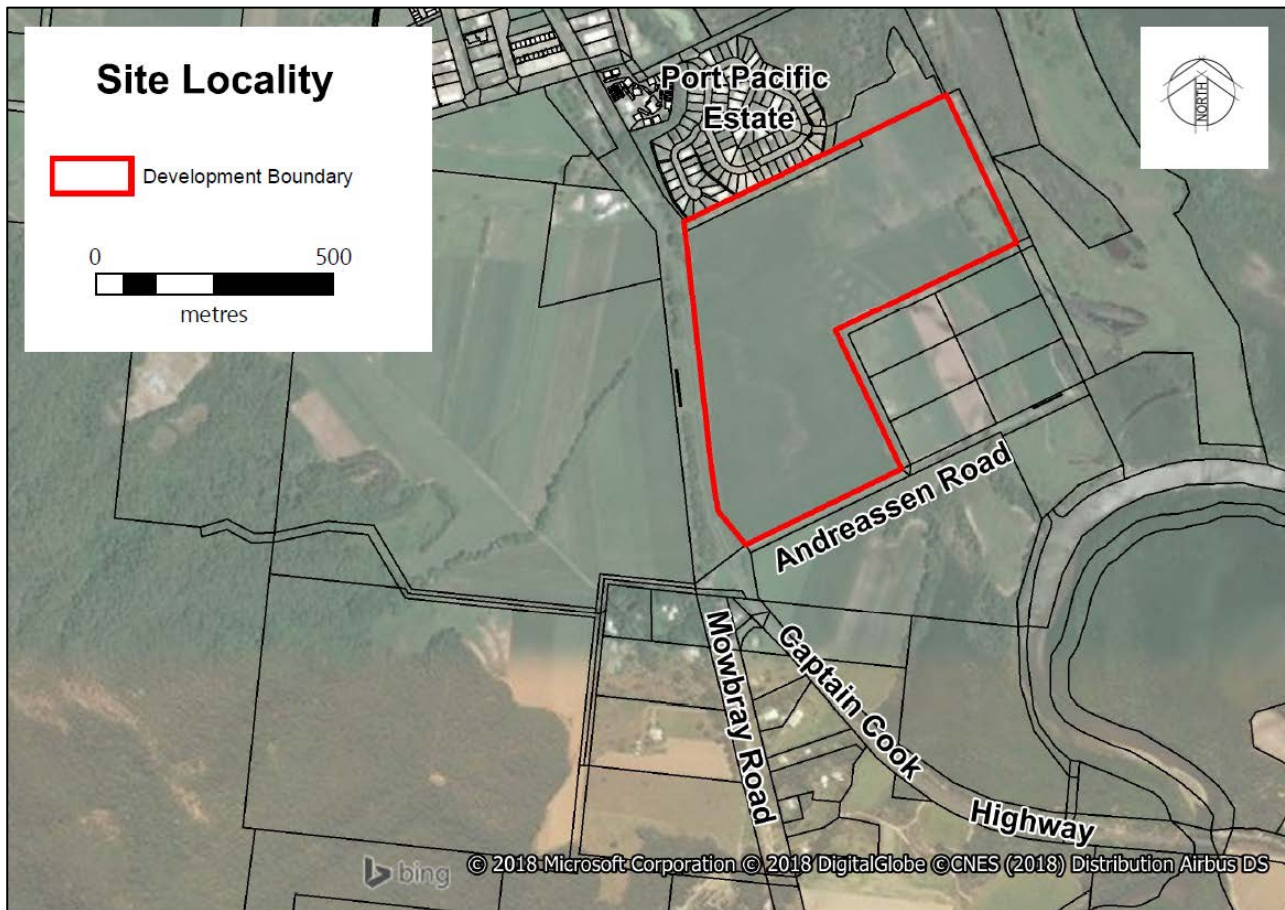 Site Locality
Development Boundary
0 500
metres
Port Pacific
Estate
NORTH
Andreassen Road
Mowbray Road
Captain Cook
Highway
bing
© 2018 Microsoft Corporation © 2018 DigitalGlobe ©CNES (2018) Distribution Airbus DS